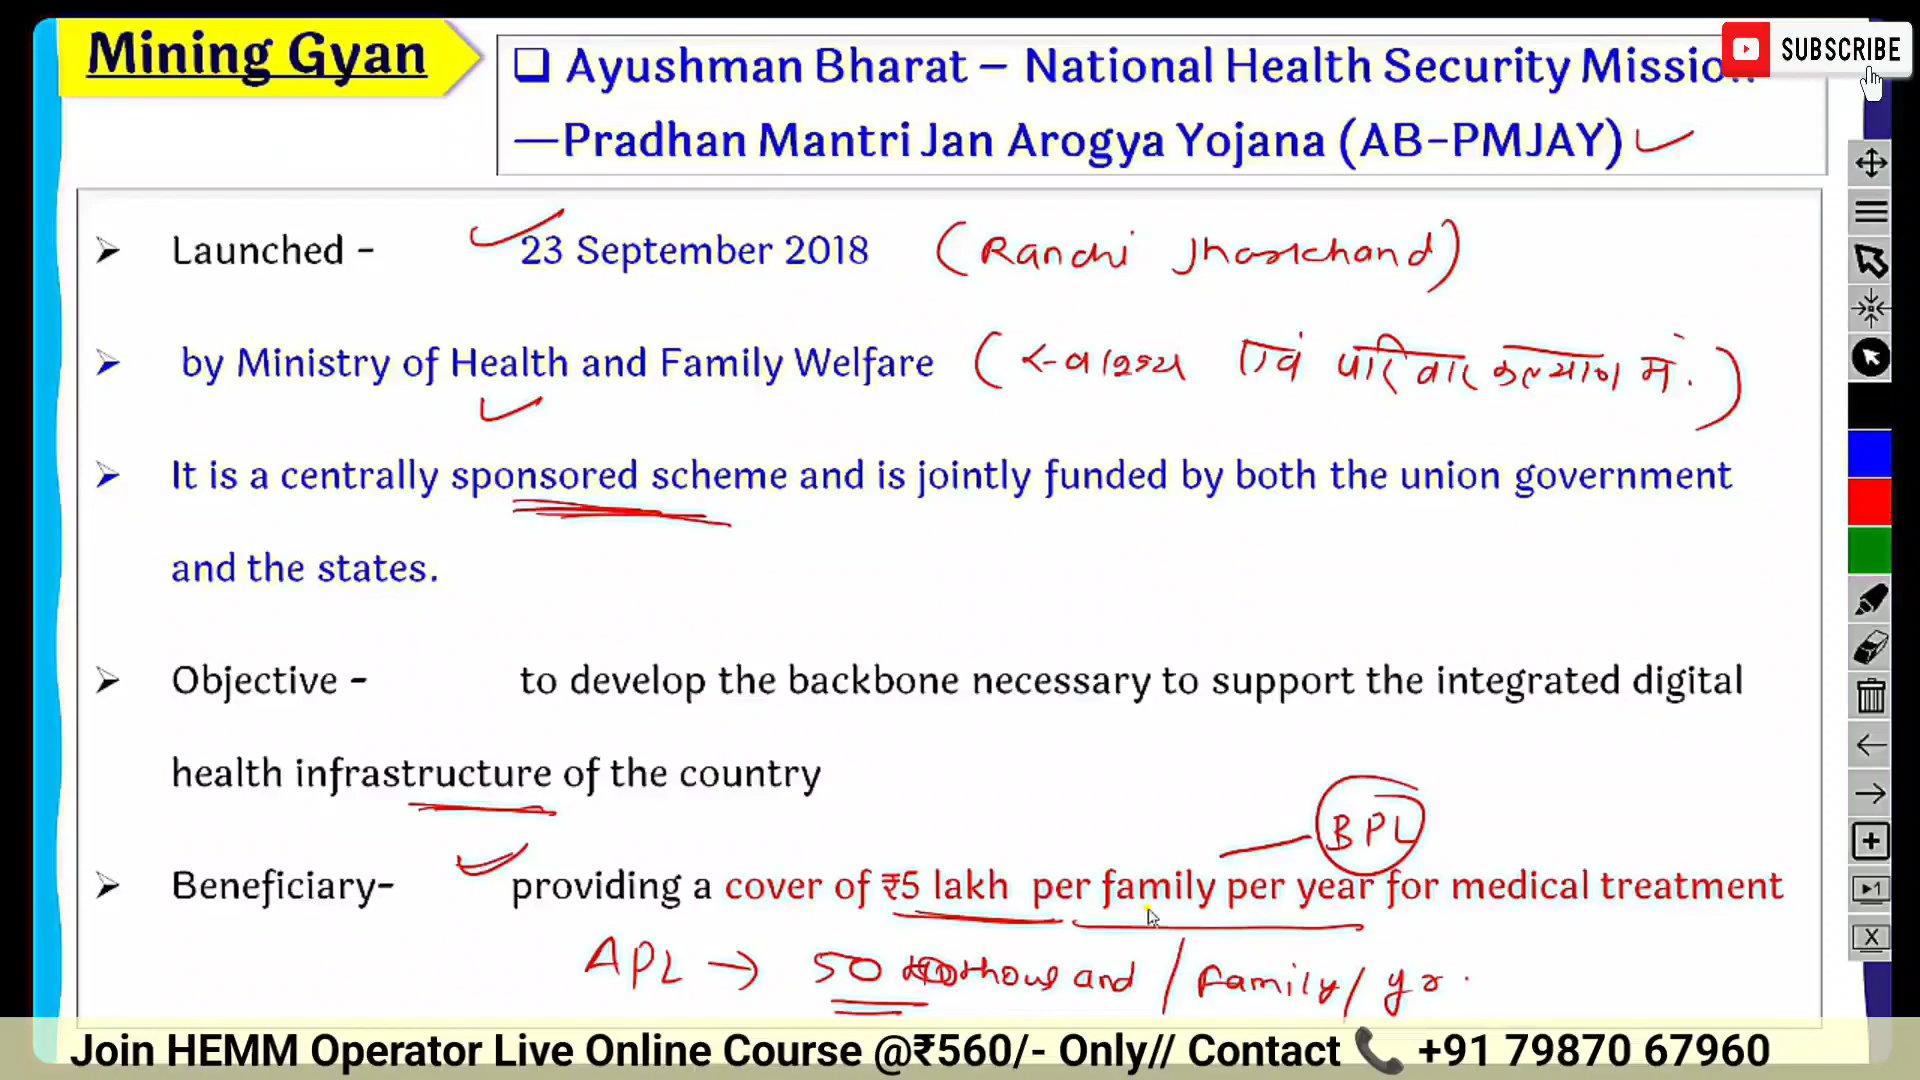 Mining Gyan
SUBSCRIBE
❑ Ayushman Bharat – National Health Security Mission
—Pradhan Mantri Jan Arogya Yojana (AB-PMJAY)
➢ Launched - 23 September 2018 (Ranchi Jharkhand)
➢ by Ministry of Health and Family Welfare (स्वास्थ्य एवं परिवार कल्याण मं.)
➢ It is a centrally sponsored scheme and is jointly funded by both the union government
and the states.
➢ Objective - to develop the backbone necessary to support the integrated digital
health infrastructure of the country
BPL
➢ Beneficiary- providing a cover of ₹5 lakh per family per year for medical treatment
APL → 50 thousand / Family / yr.
Join HEMM Operator Live Online Course @₹560/- Only// Contact 📞 +91 79870 67960